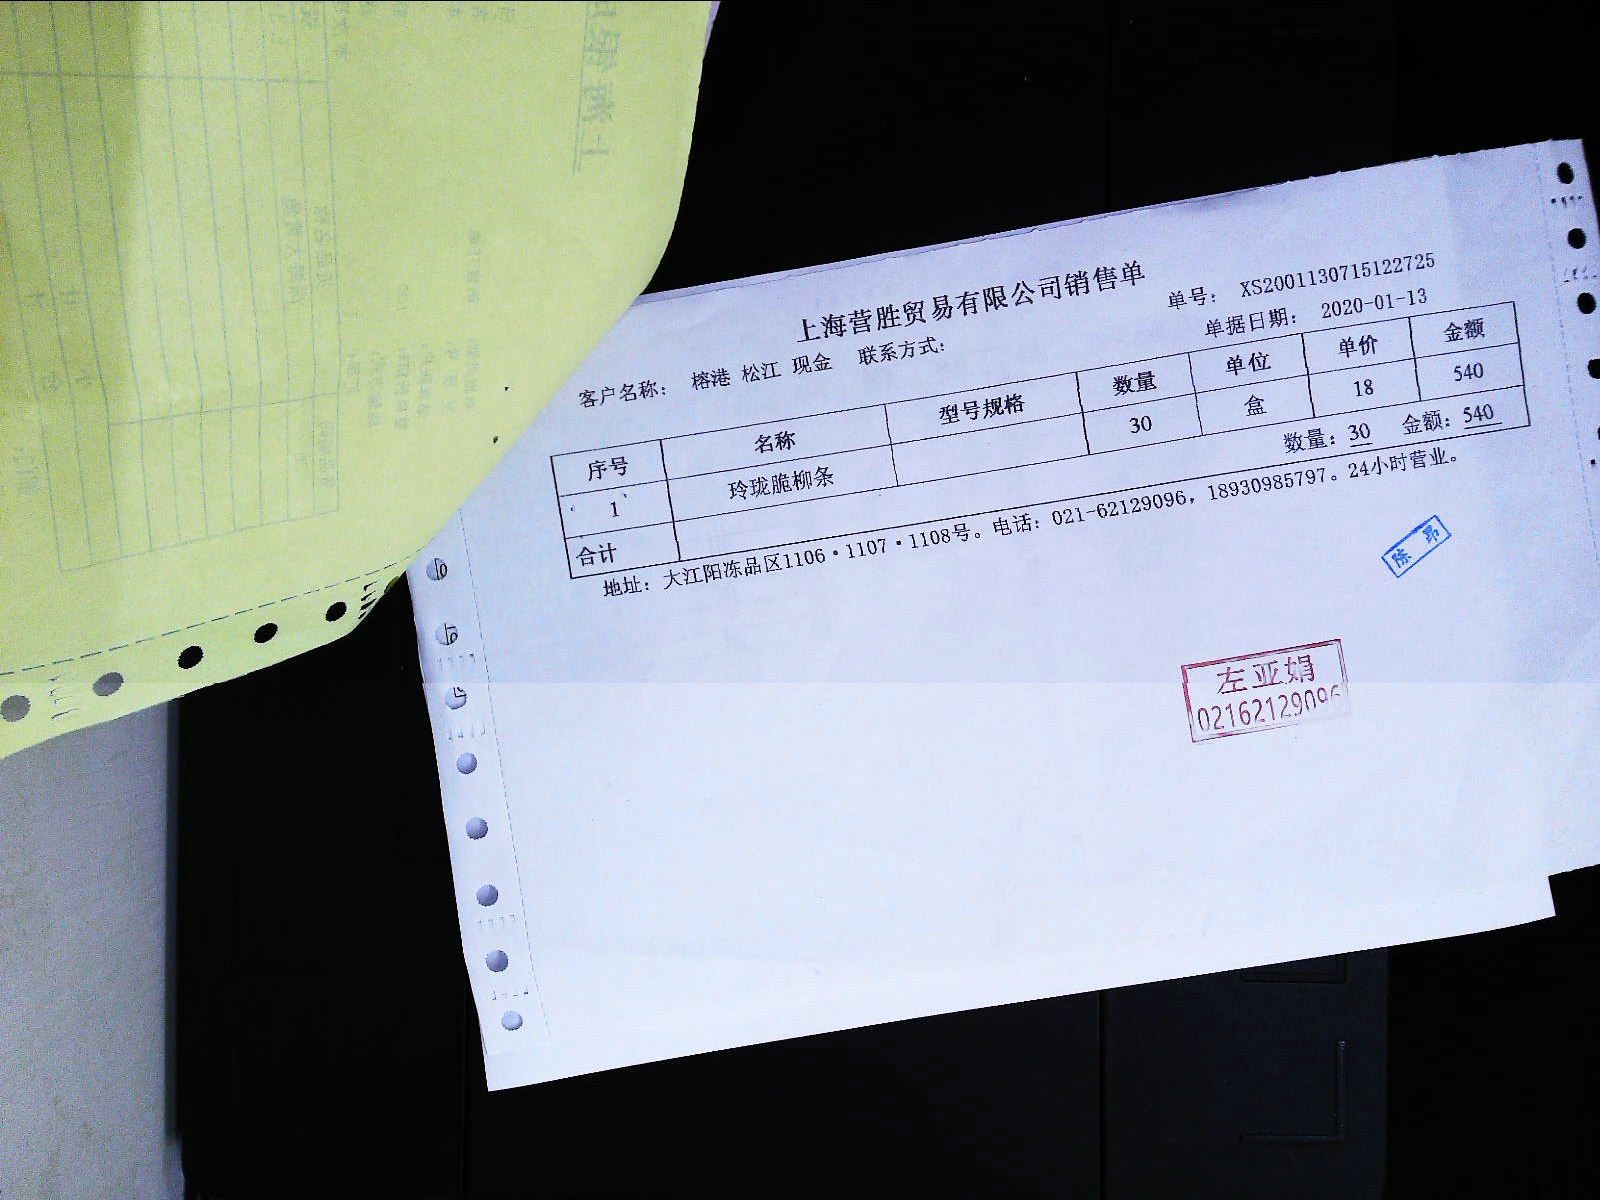 上海营胜贸易有限公司销售单
单号： XS2001130715122725
客户名称： 榕港 松江 现金 联系方式：
单据日期： 2020-01-13
序号 名称 型号规格 数量 单位 单价 金额
1 玲珑脆柳条 30 盒 18 540
合计 数量：30 金额：540
地址：大江阳冻品区1106·1107·1108号。电话：021-62129096，18930985797。24小时营业。
陈昂
左亚娟
02162129096